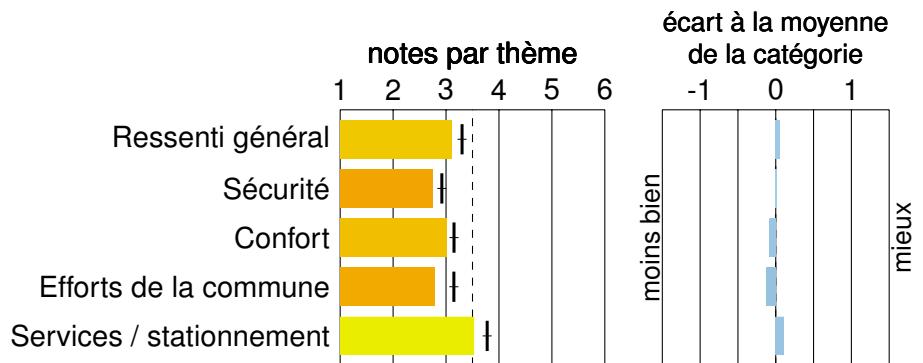 notes par thème
1 2 3 4 5 6
Ressenti général
Sécurité
Confort
Efforts de la commune
Services / stationnement
écart à la moyenne
de la catégorie
-1 0 1
moins bien
mieux